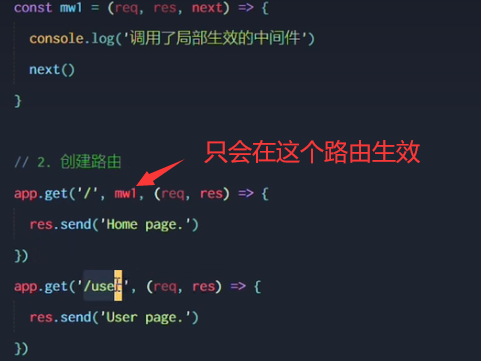 const mw1 = (req, res, next) => {
console.log('调用了局部生效的中间件')
next()
}
// 2. 创建路由
只会在这个路由生效
app.get('/', mw1, (req, res) => {
res.send('Home page.')
})
app.get('/user', (req, res) => {
res.send('User page.')
})